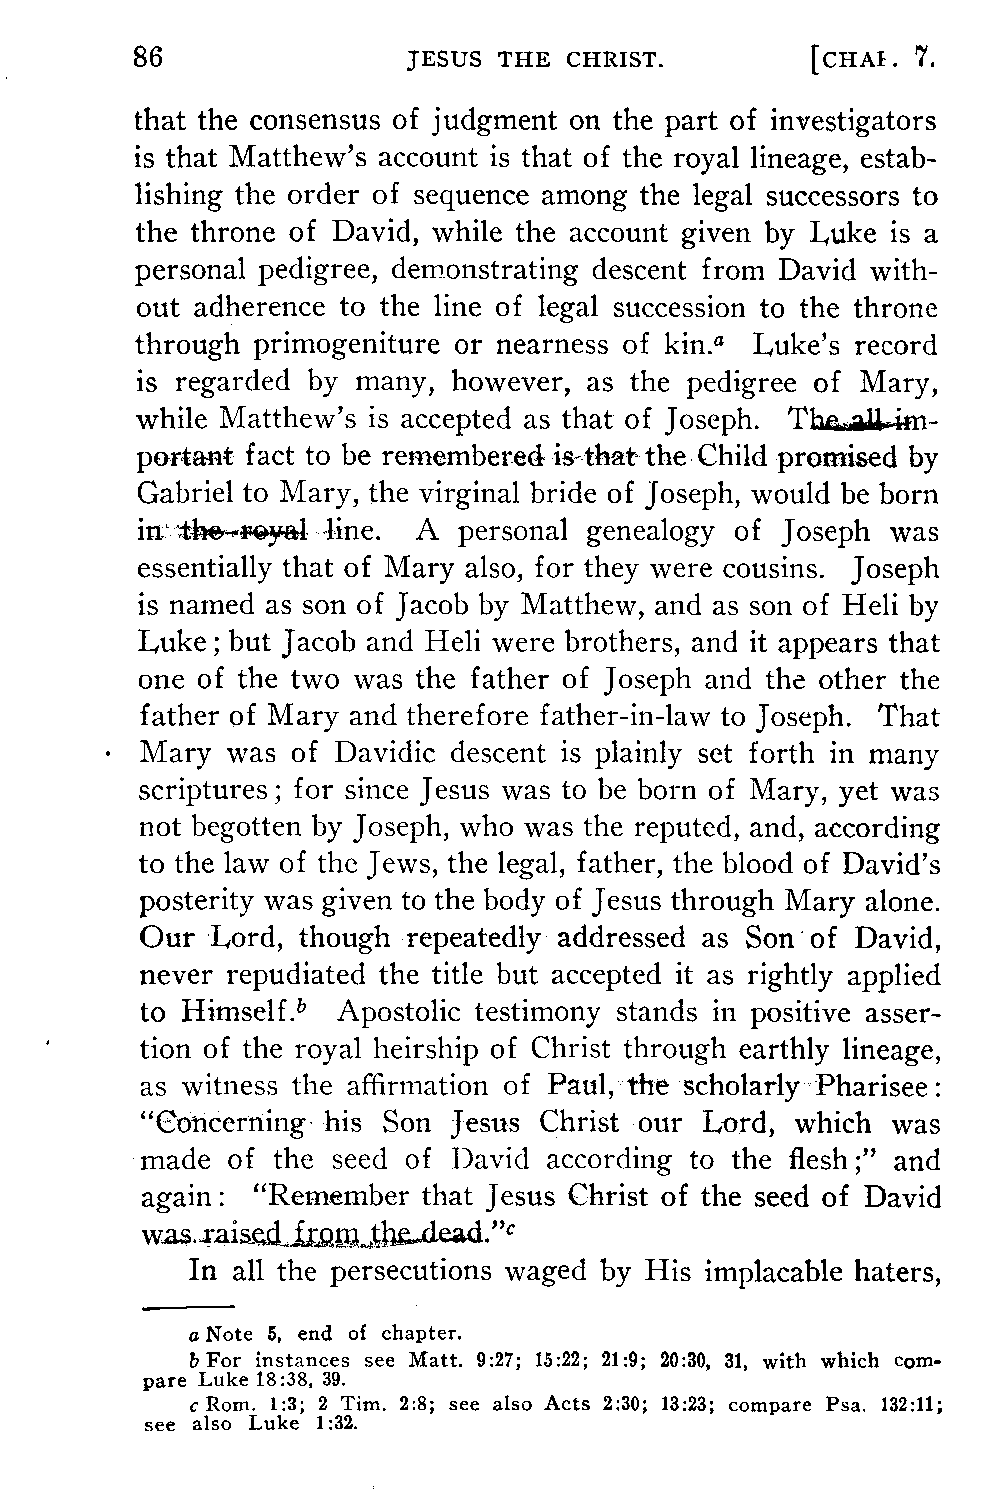 86 JESUS THE CHRIST. [CHAP. 7.
that the consensus of judgment on the part of investigators
is that Matthew's account is that of the royal lineage, estab-
lishing the order of sequence among the legal successors to
the throne of David, while the account given by Luke is a
personal pedigree, demonstrating descent from David with-
out adherence to the line of legal succession to the throne
through primogeniture or nearness of kin.a Luke's record
is regarded by many, however, as the pedigree of Mary,
while Matthew's is accepted as that of Joseph. The all-im-
portant fact to be remembered is that the Child promised by
Gabriel to Mary, the virginal bride of Joseph, would be born
in the royal line. A personal genealogy of Joseph was
essentially that of Mary also, for they were cousins. Joseph
is named as son of Jacob by Matthew, and as son of Heli by
Luke; but Jacob and Heli were brothers, and it appears that
one of the two was the father of Joseph and the other the
father of Mary and therefore father-in-law to Joseph. That
Mary was of Davidic descent is plainly set forth in many
scriptures; for since Jesus was to be born of Mary, yet was
not begotten by Joseph, who was the reputed, and, according
to the law of the Jews, the legal, father, the blood of David's
posterity was given to the body of Jesus through Mary alone.
Our Lord, though repeatedly addressed as Son of David,
never repudiated the title but accepted it as rightly applied
to Himself.b Apostolic testimony stands in positive asser-
tion of the royal heirship of Christ through earthly lineage,
as witness the affirmation of Paul, the scholarly Pharisee:
"Concerning his Son Jesus Christ our Lord, which was
made of the seed of David according to the flesh;" and
again: "Remember that Jesus Christ of the seed of David
was raised from the dead."c
In all the persecutions waged by His implacable haters,
a Note 5, end of chapter.
b For instances see Matt. 9:27; 15:22; 21:9; 20:30, 31, with which com-
pare Luke 18:38, 39.
c Rom. 1:3; 2 Tim. 2:8; see also Acts 2:30; 13:23; compare Psa. 132:11;
see also Luke 1:32.